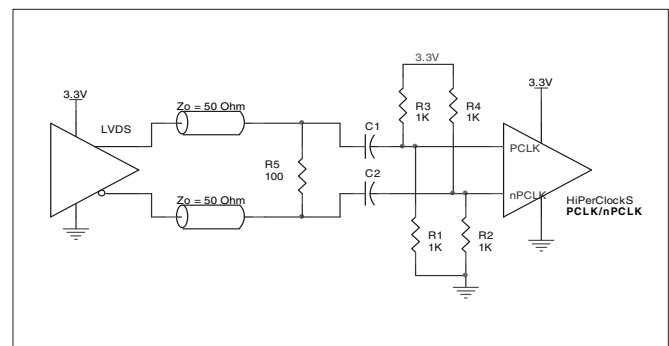 3.3V
3.3V
3.3V
Zo = 50 Ohm
LVDS
R3
1K
R4
1K
C1
PCLK
R5
100
Zo = 50 Ohm
C2
nPCLK
HiPerClockS
PCLK/nPCLK
R1
1K
R2
1K